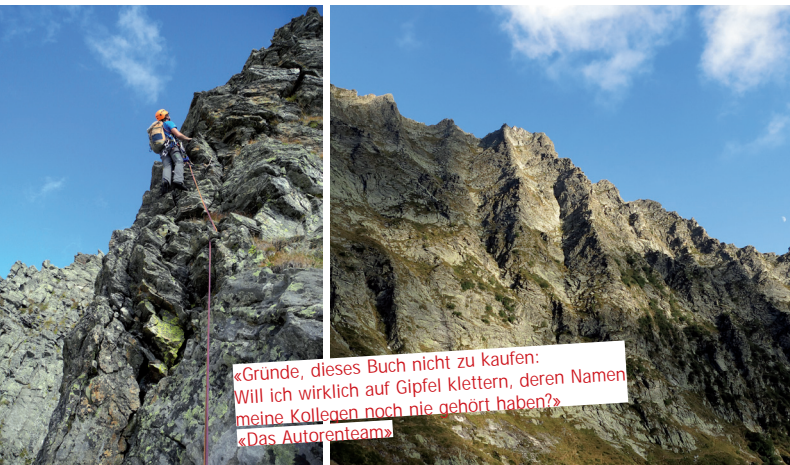 «Gründe, dieses Buch nicht zu kaufen:
Will ich wirklich auf Gipfel klettern, deren Namen
meine Kollegen noch nie gehört haben?»
«Das Autorenteam»